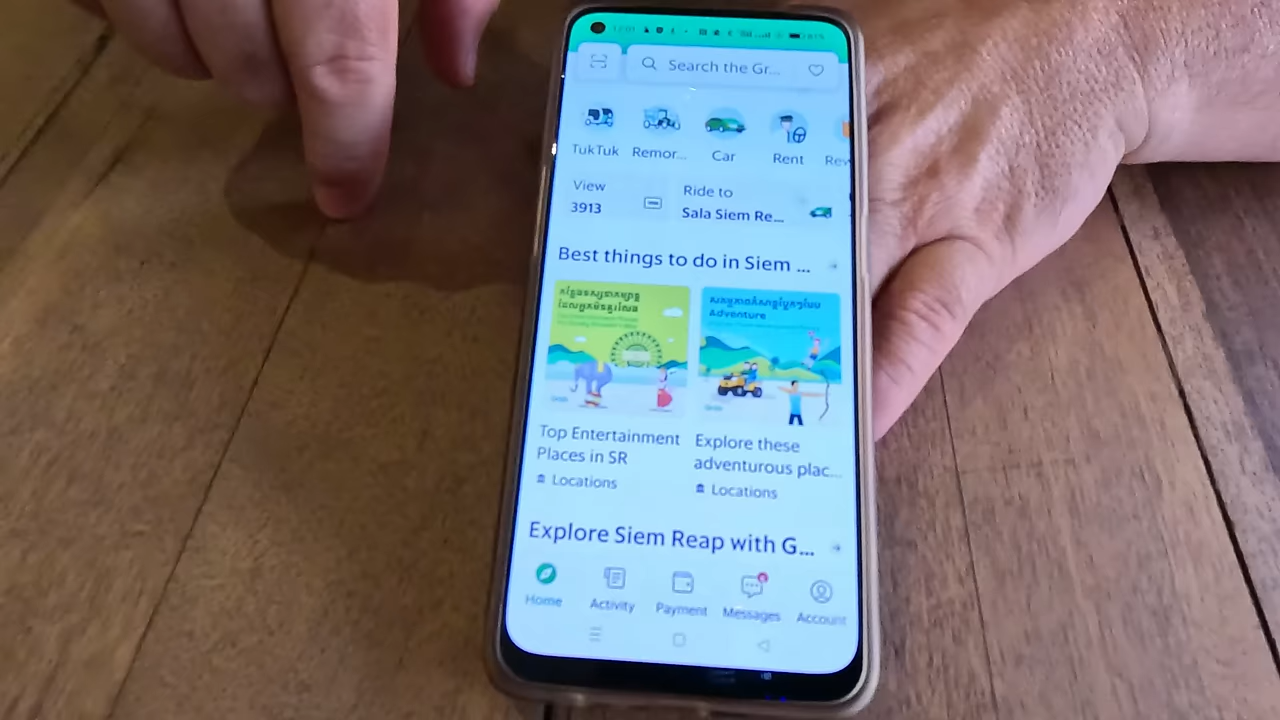 12:01
Search the Gr...
TukTuk
Remor...
Car
Rent
View
3913
Ride to
Sala Siem Re...
Best things to do in Siem ...
Adventure
Top Entertainment
Places in SR
Locations
Explore these
adventurous plac...
Locations
Explore Siem Reap with G...
Home
Activity
Payment
Messages
Account